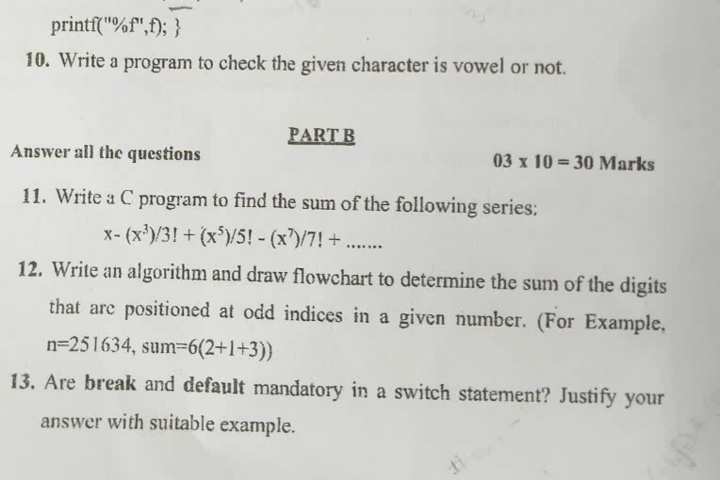 printf("%f",f); }
10. Write a program to check the given character is vowel or not.
PART B
Answer all the questions 03 x 10 = 30 Marks
11. Write a C program to find the sum of the following series:
x- (x³)/3! + (x⁵)/5! - (x⁷)/7! + .......
12. Write an algorithm and draw flowchart to determine the sum of the digits
that are positioned at odd indices in a given number. (For Example,
n=251634, sum=6(2+1+3))
13. Are break and default mandatory in a switch statement? Justify your
answer with suitable example.